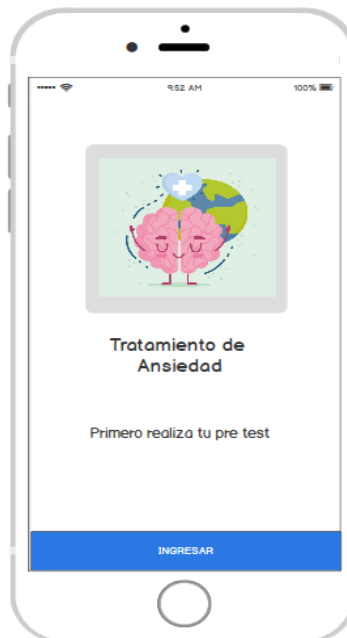 9:52 AM 100%
Tratamiento de
Ansiedad
Primero realiza tu pre test
INGRESAR